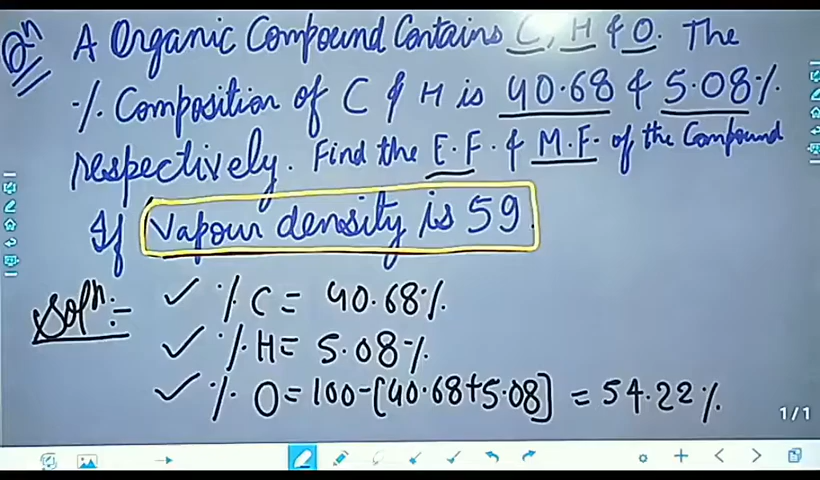 Qⁿ A Organic Compound Contains C, H & O. The
·/. Composition of C & H is 40.68 & 5.08%
respectively. Find the E.F. & M.F. of the Compound
If Vapour density is 59
Solⁿ:- ✓ % C = 40.68%
✓ % H = 5.08%
✓ % O = 100-[40.68+5.08] = 54.22%
1/1